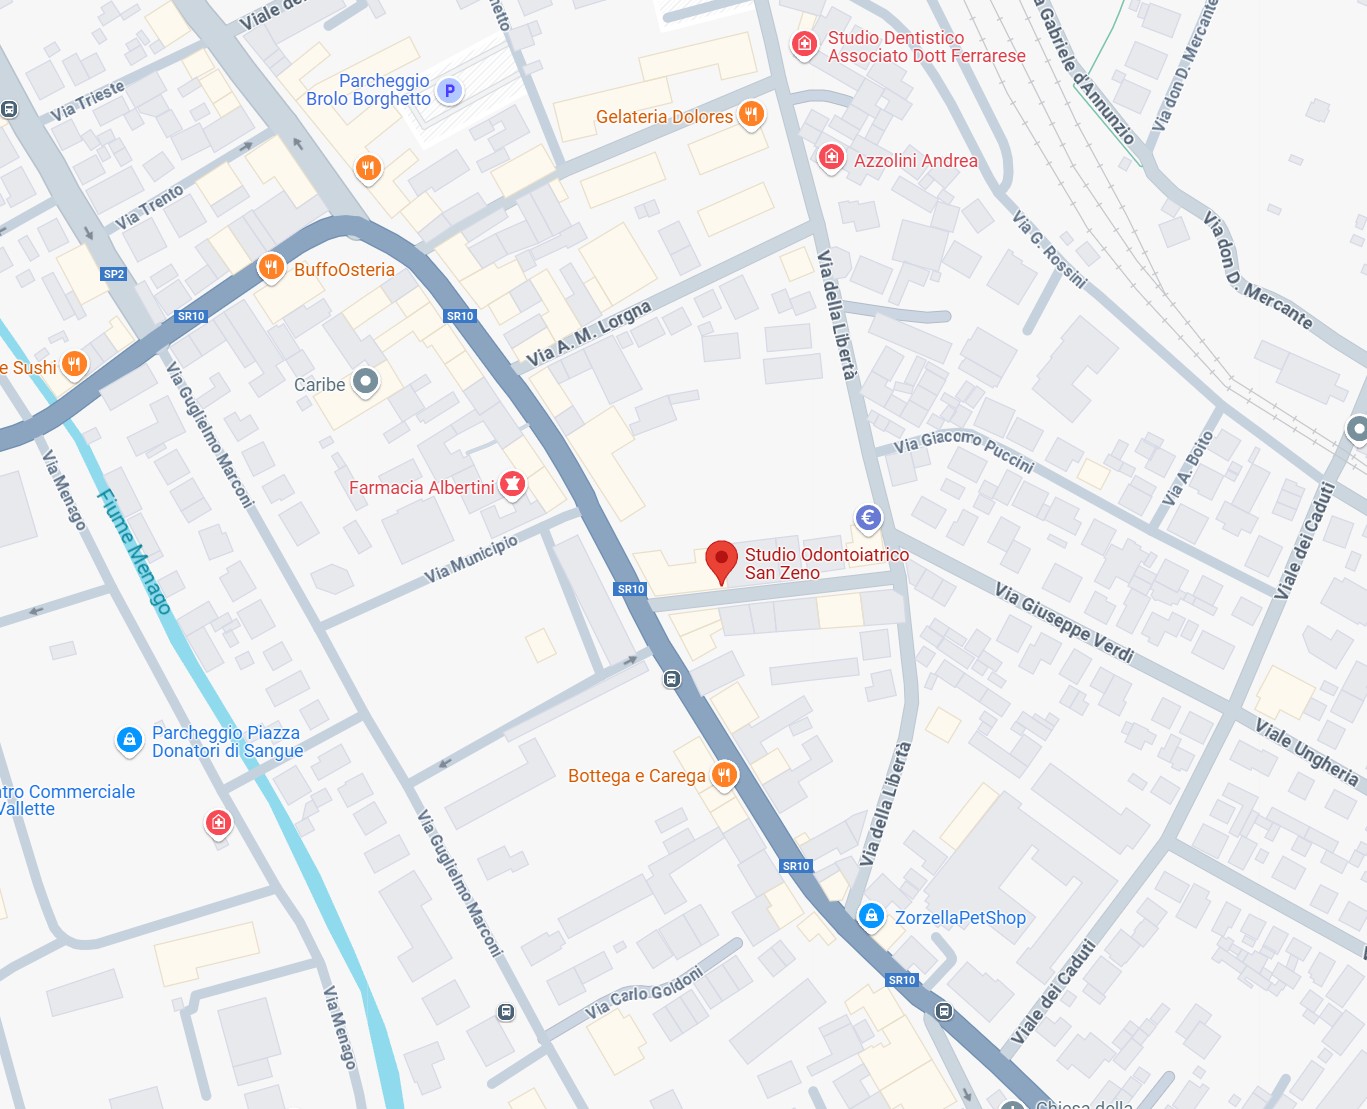 Viale de
netto
Via Trieste
Parcheggio
Brolo Borghetto
P
Studio Dentistico
Associato Dott Ferrarese
a Gabriele d'Annunzio
Via don D. Mercante
Gelateria Dolores
Azzolini Andrea
Via Trento
SP2
SR10
BuffoOsteria
SR10
Via G. Rossini
Via don D. Mercante
Via della Libertà
Via A. M. Lorgna
e Sushi
Caribe
Via Guglielmo Marconi
Via Menago
Fiume Menago
Farmacia Albertini
Via Municipio
Via Giacomo Puccini
Via A. Boito
Viale dei Caduti
€
Studio Odontoiatrico
San Zeno
SR10
Via Giuseppe Verdi
Viale Ungheria
Parcheggio Piazza
Donatori di Sangue
tro Commerciale
Vallette
Bottega e Carega
Via della Libertà
Via Guglielmo Marconi
SR10
ZorzellaPetShop
SR10
Via Carlo Goldoni
Viale dei Caduti
Via Menago
Chiesa della